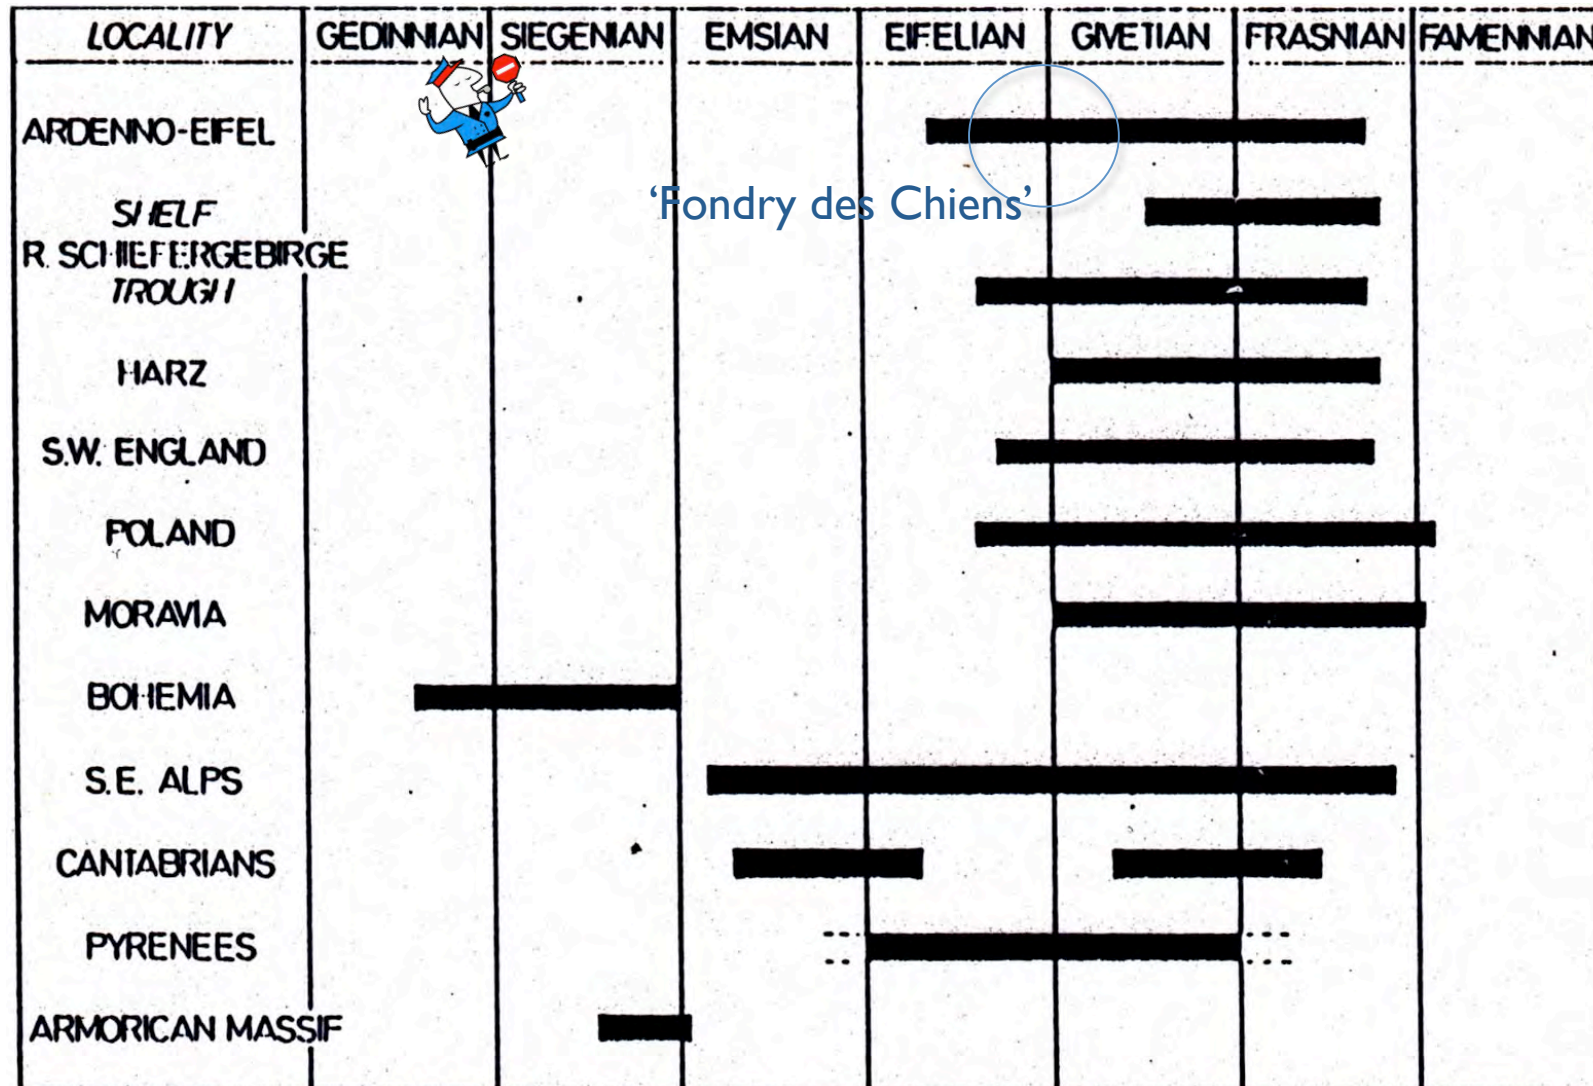 LOCALITY GEDINNIAN SIEGENIAN EMSIAN EIFELIAN GIVETIAN FRASNIAN FAMENNIAN
ARDENNO-EIFEL
‘Fondry des Chiens’
SHELF
R. SCHIEFERGEBIRGE
TROUGH
HARZ
S.W. ENGLAND
POLAND
MORAVIA
BOHEMIA
S.E. ALPS
CANTABRIANS
PYRENEES
ARMORICAN MASSIF